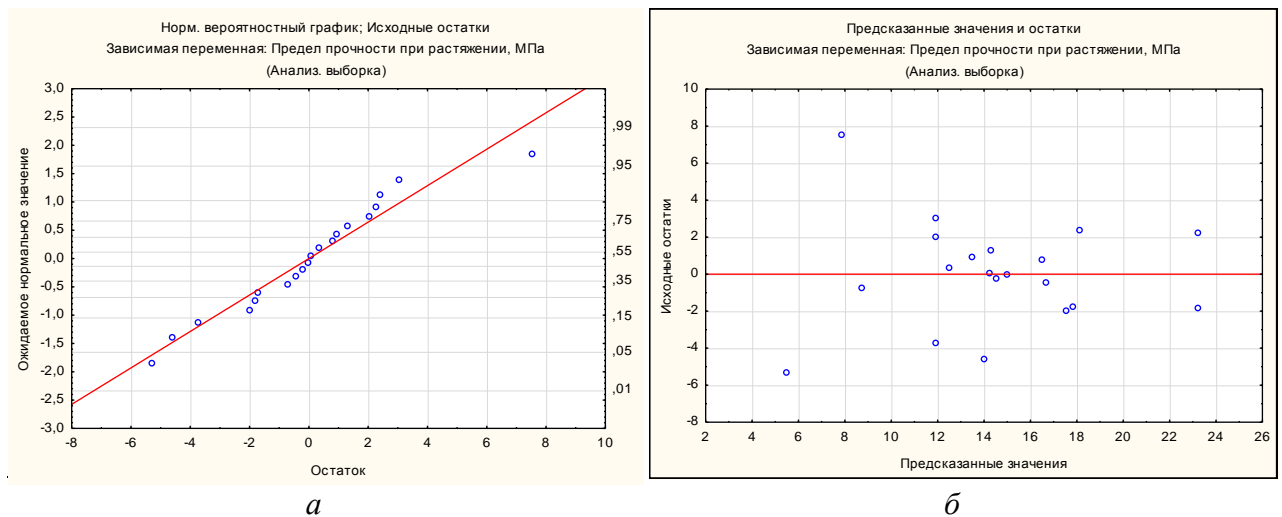 Норм. вероятностный график; Исходные остатки
Зависимая переменная: Предел прочности при растяжении, МПа
(Анализ. выборка)
3,0
2,5
2,0
1,5
1,0
0,5
0,0
-0,5
-1,0
-1,5
-2,0
-2,5
-3,0
Ожидаемое нормальное значение
,99
,95
,75
,55
,35
,15
,05
,01
-8 -6 -4 -2 0 2 4 6 8 10
Остаток
а
Предсказанные значения и остатки
Зависимая переменная: Предел прочности при растяжении, МПа
(Анализ. выборка)
10
8
6
4
2
0
-2
-4
-6
-8
Исходные остатки
2 4 6 8 10 12 14 16 18 20 22 24 26
Предсказанные значения
б